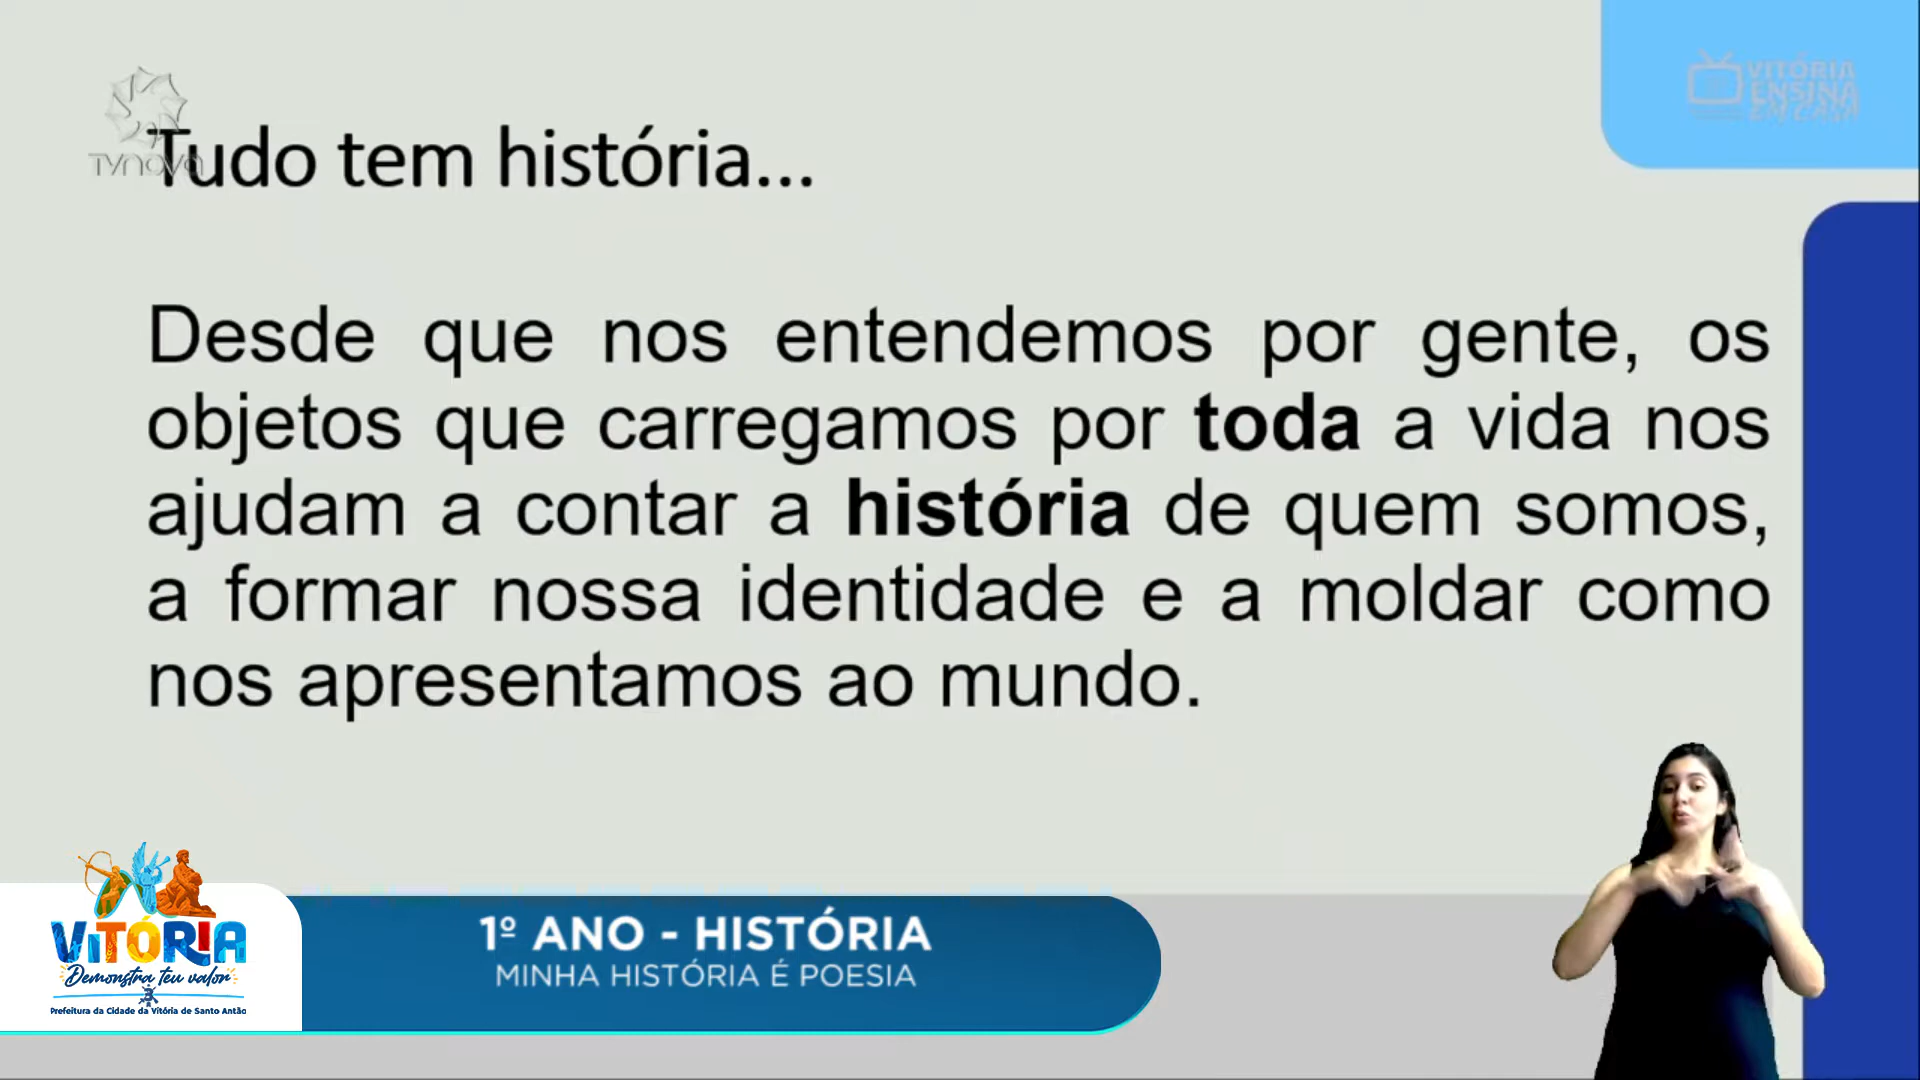 TVNOVA
VITÓRIA
ENSINA
EM CASA
Tudo tem história...
Desde que nos entendemos por gente, os
objetos que carregamos por toda a vida nos
ajudam a contar a história de quem somos,
a formar nossa identidade e a moldar como
nos apresentamos ao mundo.
1º ANO - HISTÓRIA
MINHA HISTÓRIA É POESIA
VITÓRIA
Demonstra teu valor
Prefeitura da Cidade da Vitória de Santo Antão